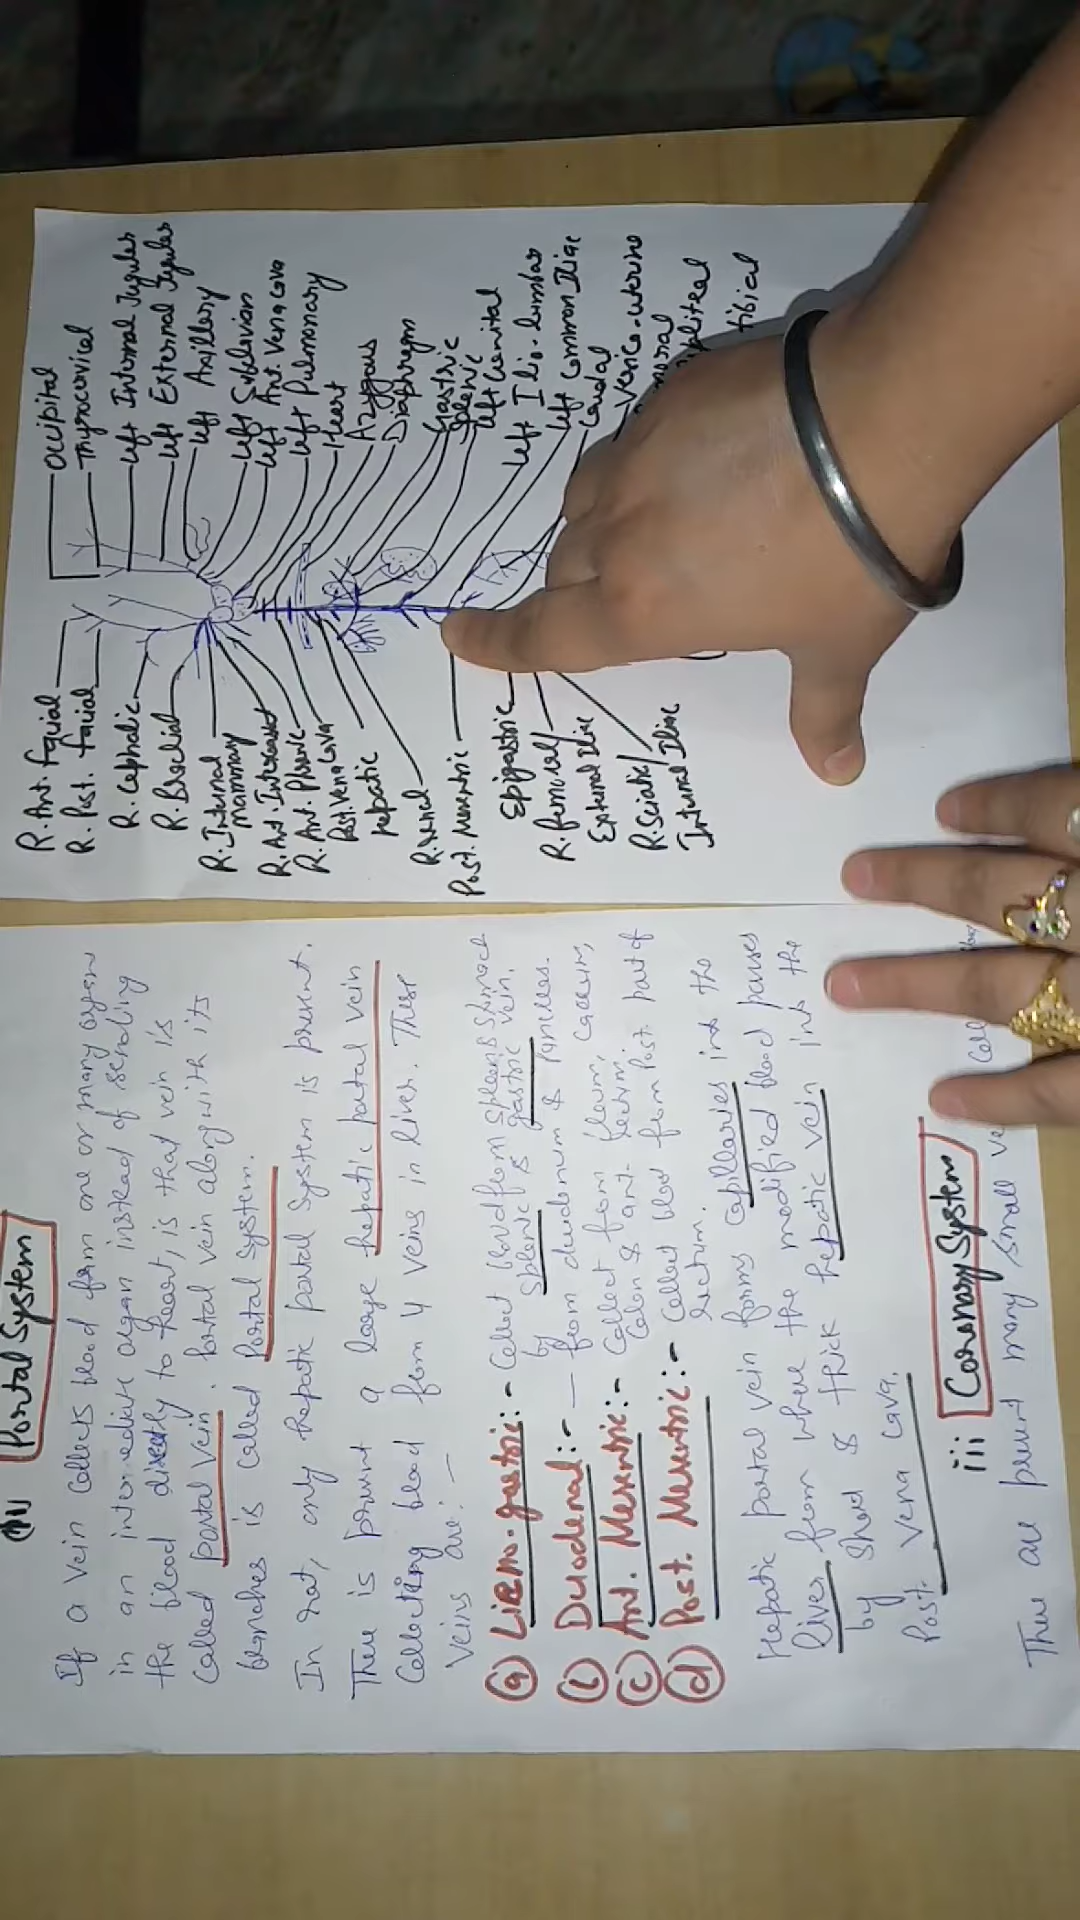 (ii) Portal System
If a vein collects blood from one or many organ
in an intermediate organ instead of sending
the blood directly to heart, is that vein is
called portal vein. Portal vein along with its
branches is called Portal System.
In rat, only hepatic portal system is present.
There is present a large hepatic portal vein
collecting blood from 4 veins in liver. These
veins are: —
(a) Lieno-gastric:- Collect blood from spleen & stomach
by splenic & gastric vein.
Duodenal:- — from duodenum & pancreas.
(c) Ant. Mesentric:- Collect from ileum, caecum,
colon & ant. rectum.
(d) Post. Mesentric:- Collect blood from post. part of
rectum.
Hepatic portal vein forms capillaries into the
liver from where the modified blood passes
by short & thick hepatic vein into the
Post. vena cava.
iii Coronary System
There are present many small
Occipital
Thyrocervical
left Internal Jugular
left External Jugular
left Axillery
left Subclavian
left Ant. Vena cava
left Pulmonary
Heart
Azygous
Diaphragm
Gastric
Splenic
left Genital
left Ilio-lumbar
left Common Iliac
Caudal
Vesico-uterine
tibial
R. Ant. facial
R. Post. facial
R. Cephalic
R. Brachial
R. Internal
mammary
R. Ant Intercostal
R. Ant. Phrenic
Post. Vena Cava
hepatic
R. renal
Post. Mesentric
Epigastric
R. femoral
External Iliac
R. Sciatic
Internal Iliac